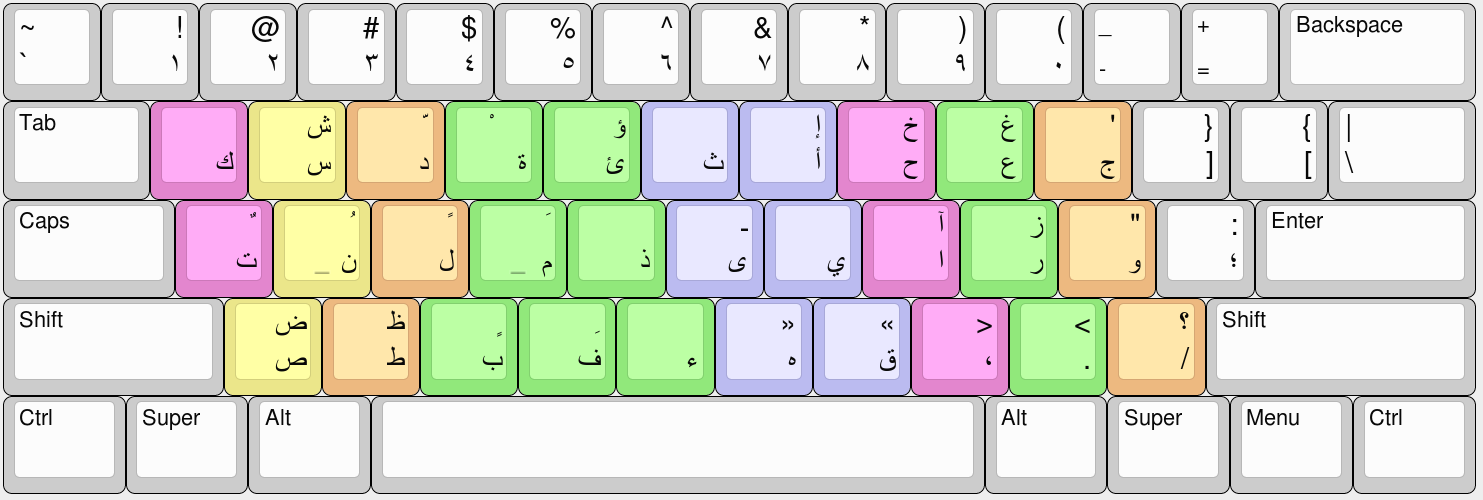 ~ ! @ # $ % ^ & * ) ( _ +
` ١ ٢ ٣ ٤ ٥ ٦ ٧ ٨ ٩ ٠ - = Backspace
Tab ش ّ ْ ؤ إ خ غ ' } { |
ك س د ة ئ ث أ ح ع ج ] [ \
Caps ٌ ُ ً َ - آ ز " : Enter
ت ن _ ل م _ ذ ى ي ا ر و ؛
Shift ض ظ » « > < ؟ Shift
ص ط ب ف ء ه ق ، . /
Ctrl Super Alt Alt Super Menu Ctrl